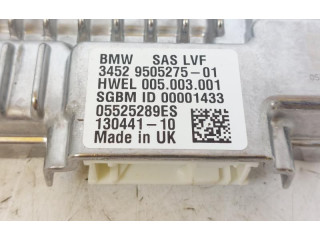 BMW SAS LVF
3452 9505275-01
HWEL 005.003.001
SGBM ID 00001433
05525289ES
130441-10
Made in UK